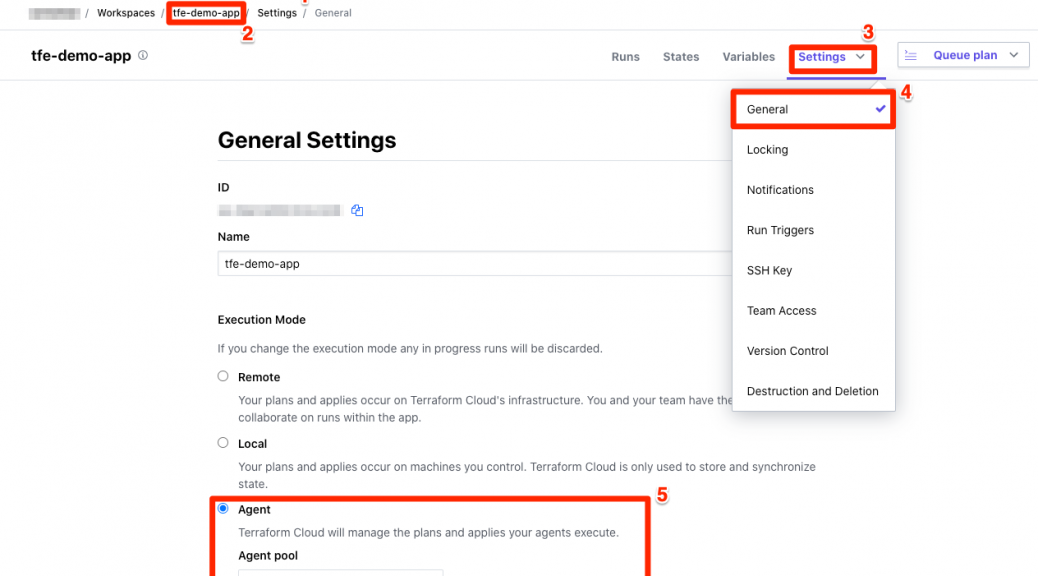 / Workspaces / tfe-demo-app / Settings / General
2
tfe-demo-app
Runs States Variables Settings Queue plan
3
4
General
Locking
Notifications
Run Triggers
SSH Key
Team Access
Version Control
Destruction and Deletion
General Settings
ID
Name
tfe-demo-app
Execution Mode
If you change the execution mode any in progress runs will be discarded.
Remote
Your plans and applies occur on Terraform Cloud's infrastructure. You and your team have the
collaborate on runs within the app.
Local
Your plans and applies occur on machines you control. Terraform Cloud is only used to store and synchronize
state.
5
Agent
Terraform Cloud will manage the plans and applies your agents execute.
Agent pool